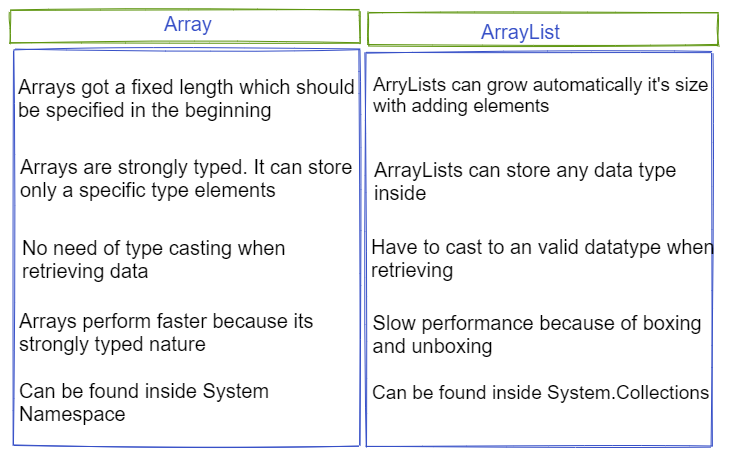 Array
Arrays got a fixed length which should
be specified in the beginning
Arrays are strongly typed. It can store
only a specific type elements
No need of type casting when
retrieving data
Arrays perform faster because its
strongly typed nature
Can be found inside System
Namespace
ArrayList
ArryLists can grow automatically it's size
with adding elements
ArrayLists can store any data type
inside
Have to cast to an valid datatype when
retrieving
Slow performance because of boxing
and unboxing
Can be found inside System.Collections